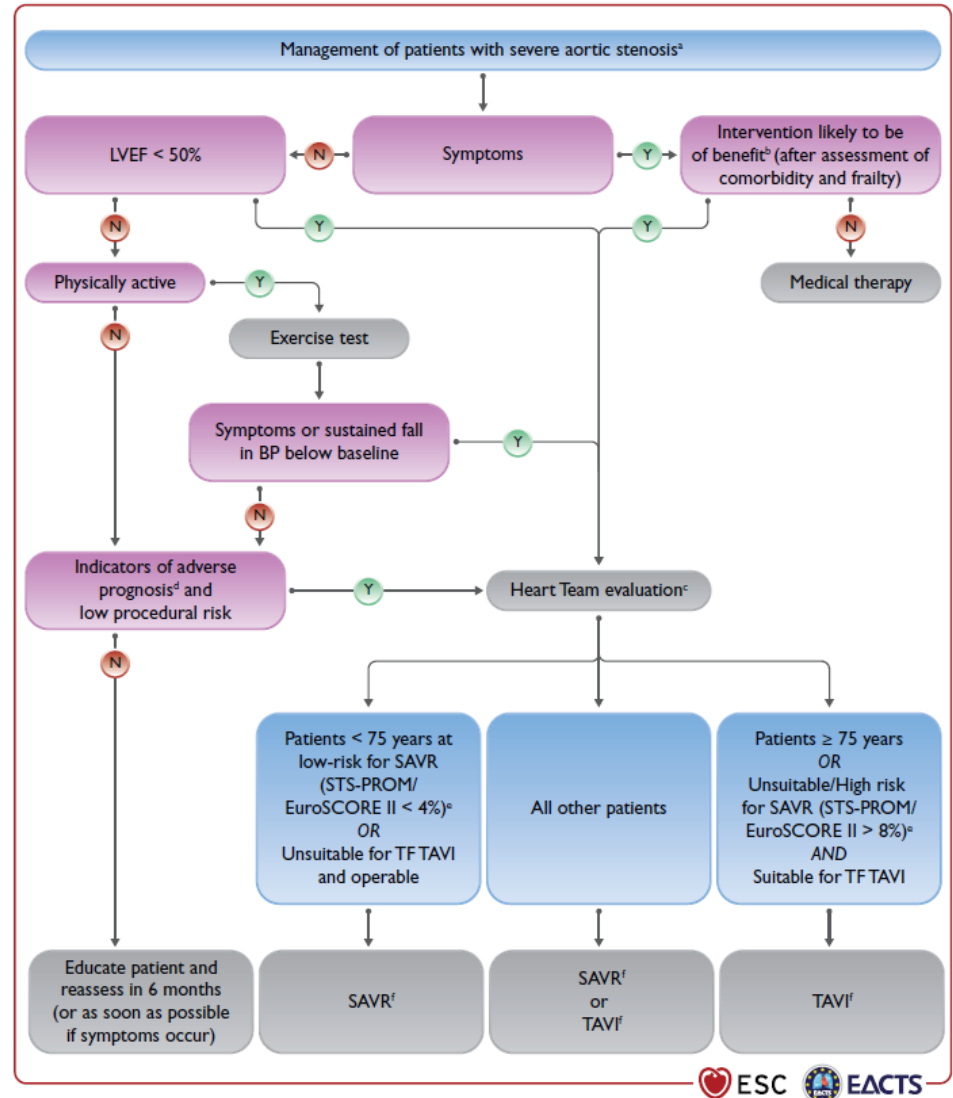 Management of patients with severe aortic stenosisᵃ
LVEF < 50%
N
Symptoms
Y
Intervention likely to be
of benefitᵇ (after assessment of
comorbidity and frailty)
N
Y
Y
N
Physically active
Y
Medical therapy
N
Exercise test
Symptoms or sustained fall
in BP below baseline
Y
N
Indicators of adverse
prognosisᵈ and
low procedural risk
Y
Heart Team evaluationᶜ
N
Patients < 75 years at
low-risk for SAVR
(STS-PROM/
EuroSCORE II < 4%)ᵉ
OR
Unsuitable for TF TAVI
and operable
All other patients
Patients ≥ 75 years
OR
Unsuitable/High risk
for SAVR (STS-PROM/
EuroSCORE II > 8%)ᵉ
AND
Suitable for TF TAVI
Educate patient and
reassess in 6 months
(or as soon as possible
if symptoms occur)
SAVRᶠ
SAVRᶠ
or
TAVIᶠ
TAVIᶠ
ESC
EACTS
EACTS